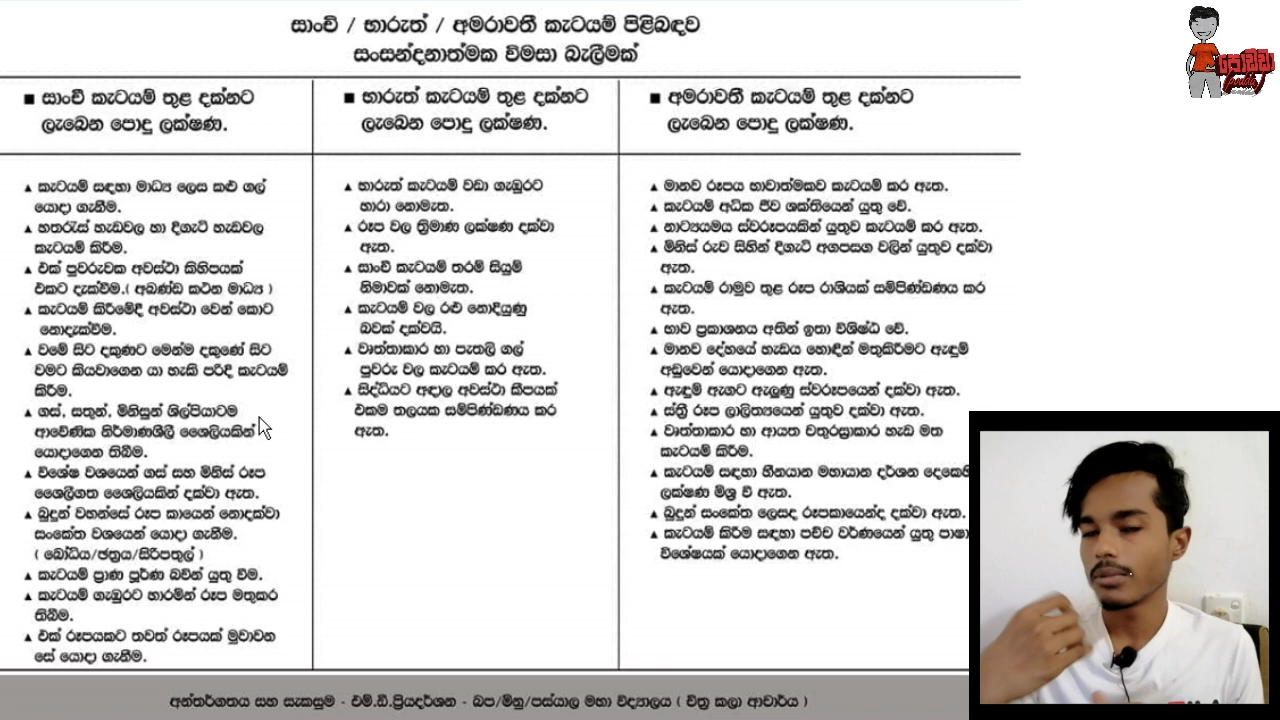 සාංචි / භාරුත් / අමරාවතී කැටයම් පිළිබඳව
සංසන්දනාත්මක විමසා බැලීමක්
පොඩ්ඩා
■ සාංචි කැටයම් තුළ දක්නට
ලැබෙන පොදු ලක්ෂණ.
▲ කැටයම් සඳහා මාධ්‍ය ලෙස කළු ගල්
යොදා ගැනීම.
▲ හතරැස් හැඩවල හා දිගැටි හැඩවල
කැටයම් කිරීම.
▲ එක් පුවරුවක අවස්ථා කිහිපයක්
එකට දැක්වීම.( අඛණ්ඩ කථන මාධ්‍ය )
▲ කැටයම් කිරීමේදී අවස්ථා වෙන් කොට
නොදැක්වීම.
▲ වමේ සිට දකුණට මෙන්ම දකුණේ සිට
වමට කියවාගෙන යා හැකි පරිදි කැටයම්
කිරීම.
▲ ගස්, සතුන්, මිනිසුන් ශිල්පියාටම
ආවේණික නිර්මාණශීලී ශෛලියකින්
යොදාගෙන තිබීම.
▲ විශේෂ වශයෙන් ගස් සහ මිනිස් රූප
ශෛලීගත ශෛලියකින් දක්වා ඇත.
▲ බුදුන් වහන්සේ රූප කායෙන් නොදක්වා
සංකේත වශයෙන් යොදා ගැනීම.
( බෝධිය/ඡත්‍රය/සිරිපතුල් )
▲ කැටයම් ප්‍රාණ පූර්ණ බවින් යුතු වීම.
▲ කැටයම් ගැඹුරට හාරමින් රූප මතුකර
තිබීම.
▲ එක් රූපයකට තවත් රූපයක් මුවාවන
සේ යොදා ගැනීම.
■ භාරුත් කැටයම් තුළ දක්නට
ලැබෙන පොදු ලක්ෂණ.
▲ භාරුත් කැටයම් වඩා ගැඹුරට
හාරා නොමැත.
▲ රූප වල ත්‍රිමාණ ලක්ෂණ දක්වා
ඇත.
▲ සාංචි කැටයම් තරම් සියුම්
නිමාවක් නොමැත.
▲ කැටයම් වල රළු නොදියුණු
බවක් දක්වයි.
▲ වෘත්තාකාර හා පැතලි ගල්
පුවරු වල කැටයම් කර ඇත.
▲ සිද්ධියට අදාල අවස්ථා කීපයක්
එකම තලයක සම්පිණ්ඩණය කර
ඇත.
■ අමරාවතී කැටයම් තුළ දක්නට
ලැබෙන පොදු ලක්ෂණ.
▲ මානව රූපය භාවාත්මකව කැටයම් කර ඇත.
▲ කැටයම් අධික ජීව ශක්තියෙන් යුතු වේ.
▲ නාට්‍යයමය ස්වරූපයකින් යුතුව කැටයම් කර ඇත.
▲ මිනිස් රුව සිහින් දිගැටි අගපසග වලින් යුතුව දක්වා
ඇත.
▲ කැටයම් රාමුව තුළ රූප රාශියක් සම්පිණ්ඩණය කර
ඇත.
▲ භාව ප්‍රකාශනය අතින් ඉතා විශිෂ්ඨ වේ.
▲ මානව දේහයේ හැඩය හොඳින් මතුකිරීමට ඇඳුම්
අඩුවෙන් යොදාගෙන ඇත.
▲ ඇඳුම් ඇගට ඇලුණු ස්වරූපයෙන් දක්වා ඇත.
▲ ස්ත්‍රී රූප ලාලිත්‍යයෙන් යුතුව දක්වා ඇත.
▲ වෘත්තාකාර හා ආයත චතුරස්‍රාකාර හැඩ මත
කැටයම් කිරීම.
▲ කැටයම් සඳහා හීනයාන මහායාන දර්ශන
ලක්ෂණ මිශ්‍ර වී ඇත.
▲ බුදුන් සංකේත ලෙසද රූපකායෙන්ද දක්වා ඇත.
▲ කැටයම් කිරීම සඳහා පච්ච වර්ණයෙන් යුතු
විශේෂයක් යොදාගෙන ඇත.
අන්තර්ගතය සහ සැකසුම - එම්.ඩී.ප්‍රියදර්ශන - බප/මිනු/පස්යාල මහා විද්‍යාලය ( චිත්‍ර කලා ආචාර්ය )